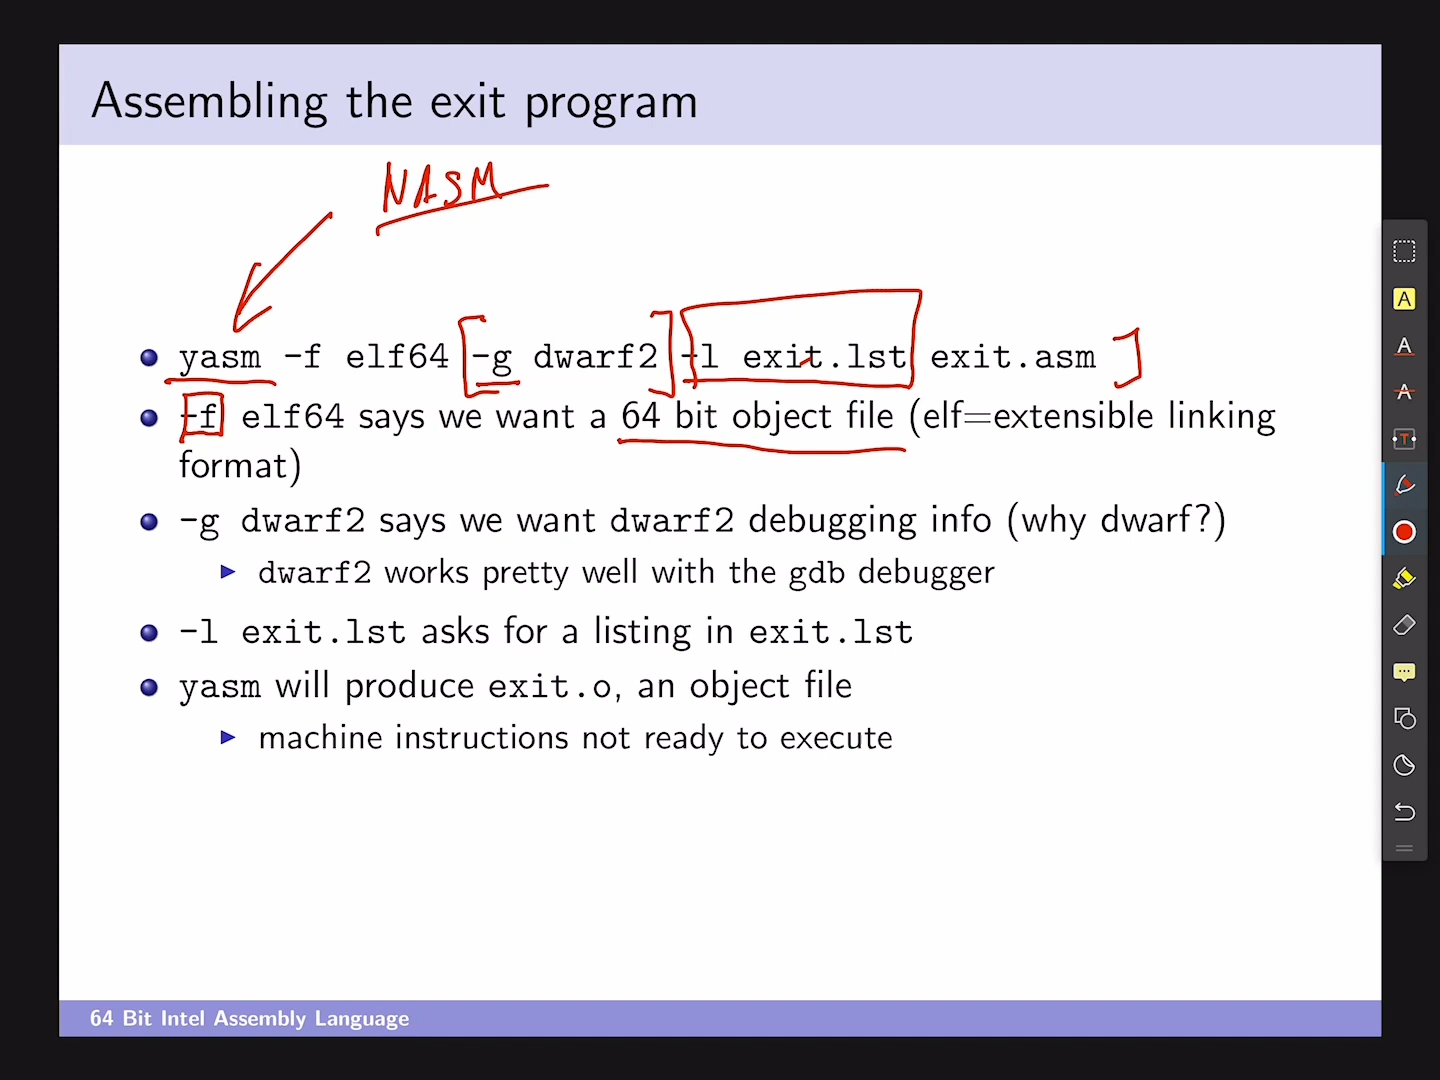 Assembling the exit program
NASM
yasm -f elf64 [-g dwarf2] -l exit.lst exit.asm ]
-f elf64 says we want a 64 bit object file (elf=extensible linking
format)
-g dwarf2 says we want dwarf2 debugging info (why dwarf?)
dwarf2 works pretty well with the gdb debugger
-l exit.lst asks for a listing in exit.lst
yasm will produce exit.o, an object file
machine instructions not ready to execute
64 Bit Intel Assembly Language
A
A
A
T